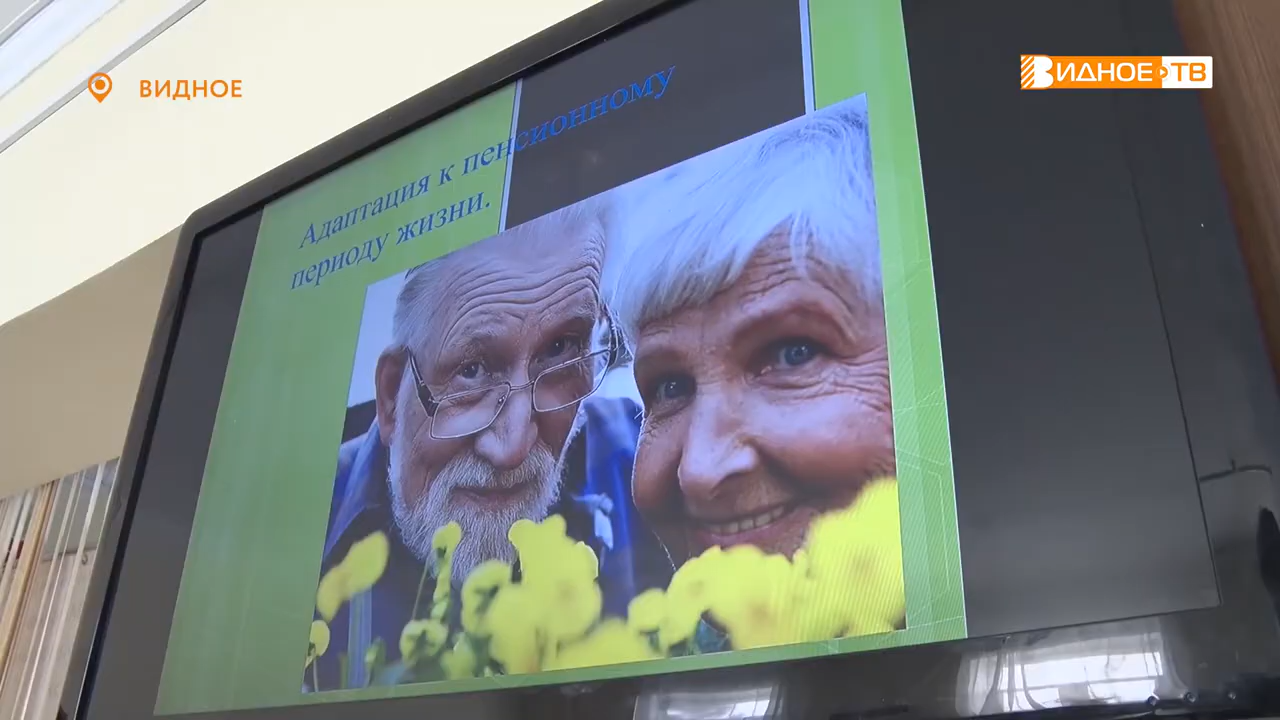 ВИДНОЕ
ВИДНОЕ ТВ
Адаптация к пенсионному
периоду жизни.